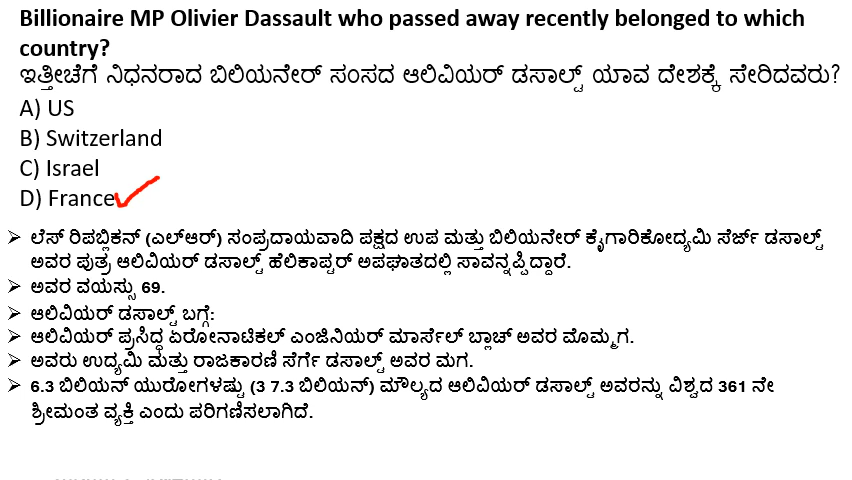 Billionaire MP Olivier Dassault who passed away recently belonged to which
country?
ಇತ್ತೀಚೆಗೆ ನಿಧನರಾದ ಬಿಲಿಯನೇರ್ ಸಂಸದ ಆಲಿವಿಯರ್ ಡಸಾಲ್ಟ್ ಯಾವ ದೇಶಕ್ಕೆ ಸೇರಿದವರು?
A) US
B) Switzerland
C) Israel
D) France
➢ ಲೆಸ್ ರಿಪಬ್ಲಿಕನ್ (ಎಲ್ಆರ್) ಸಂಪ್ರದಾಯವಾದಿ ಪಕ್ಷದ ಉಪ ಮತ್ತು ಬಿಲಿಯನೇರ್ ಕೈಗಾರಿಕೋದ್ಯಮಿ ಸೆರ್ಜ್ ಡಸಾಲ್ಟ್
ಅವರ ಪುತ್ರ ಆಲಿವಿಯರ್ ಡಸಾಲ್ಟ್ ಹೆಲಿಕಾಪ್ಟರ್ ಅಪಘಾತದಲ್ಲಿ ಸಾವನ್ನಪ್ಪಿದ್ದಾರೆ.
➢ ಅವರ ವಯಸ್ಸು 69.
➢ ಆಲಿವಿಯರ್ ಡಸಾಲ್ಟ್ ಬಗ್ಗೆ:
➢ ಆಲಿವಿಯರ್ ಪ್ರಸಿದ್ಧ ಏರೋನಾಟಿಕಲ್ ಎಂಜಿನಿಯರ್ ಮಾರ್ಸೆಲ್ ಬ್ಲಾಚ್ ಅವರ ಮೊಮ್ಮಗ.
➢ ಅವರು ಉದ್ಯಮಿ ಮತ್ತು ರಾಜಕಾರಣಿ ಸೆರ್ಗೆ ಡಸಾಲ್ಟ್ ಅವರ ಮಗ.
➢ 6.3 ಬಿಲಿಯನ್ ಯುರೋಗಳಷ್ಟು (3 7.3 ಬಿಲಿಯನ್) ಮೌಲ್ಯದ ಆಲಿವಿಯರ್ ಡಸಾಲ್ಟ್ ಅವರನ್ನು ವಿಶ್ವದ 361 ನೇ
ಶ್ರೀಮಂತ ವ್ಯಕ್ತಿ ಎಂದು ಪರಿಗಣಿಸಲಾಗಿದೆ.